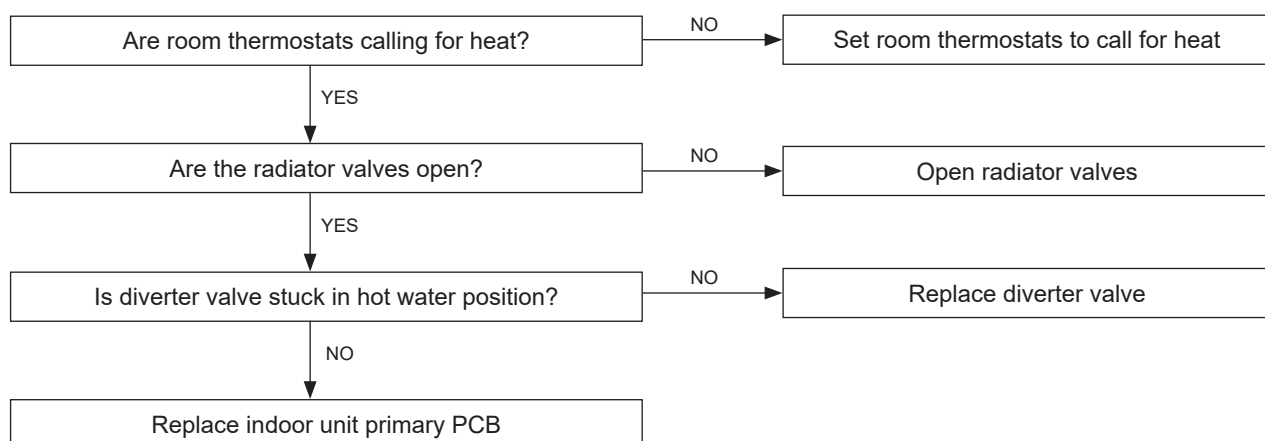 Are room thermostats calling for heat?
NO
Set room thermostats to call for heat
YES
Are the radiator valves open?
NO
Open radiator valves
YES
Is diverter valve stuck in hot water position?
NO
Replace diverter valve
NO
Replace indoor unit primary PCB